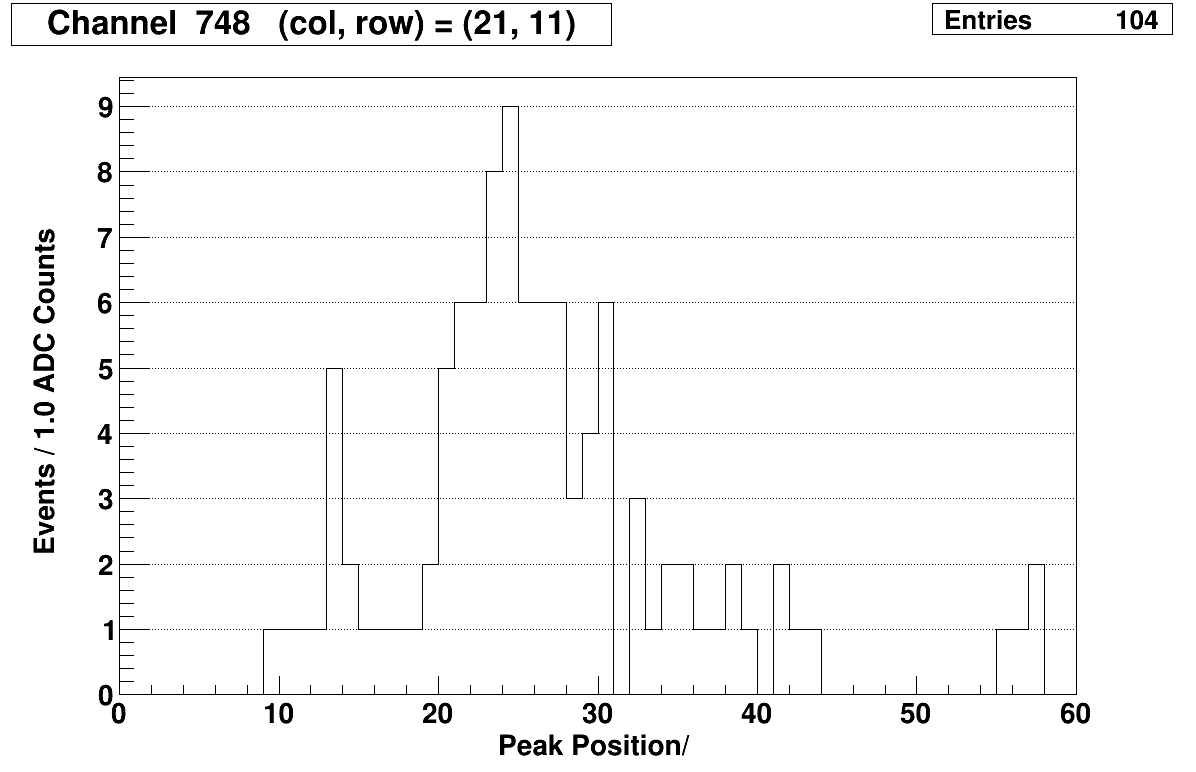 Channel 748 (col, row) = (21, 11)
Entries 104
9
8
7
6
5
4
3
2
1
0
Events / 1.0 ADC Counts
0 10 20 30 40 50 60
Peak Position/